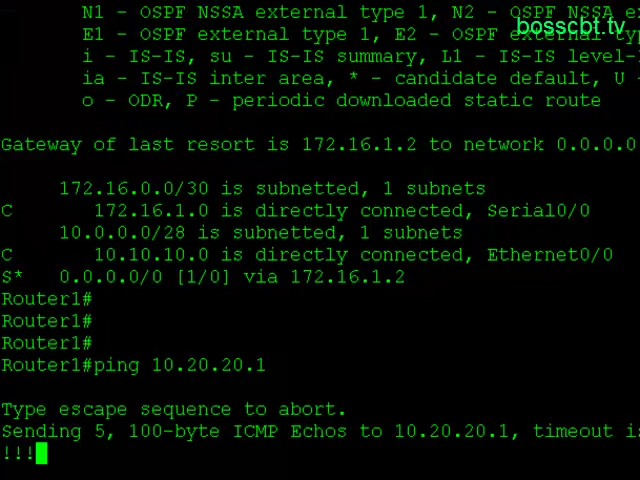 bosscbt.tv
N1 - OSPF NSSA external type 1, N2 - OSPF NSSA
E1 - OSPF external type 1, E2 - OSPF
i - IS-IS, su - IS-IS summary, L1 - IS-IS level-
ia - IS-IS inter area, * - candidate default, U -
o - ODR, P - periodic downloaded static route
Gateway of last resort is 172.16.1.2 to network 0.0.0.0
172.16.0.0/30 is subnetted, 1 subnets
C 172.16.1.0 is directly connected, Serial0/0
10.0.0.0/28 is subnetted, 1 subnets
C 10.10.10.0 is directly connected, Ethernet0/0
S* 0.0.0.0/0 [1/0] via 172.16.1.2
Router1#
Router1#
Router1#
Router1#ping 10.20.20.1
Type escape sequence to abort.
Sending 5, 100-byte ICMP Echos to 10.20.20.1, timeout is
!!!